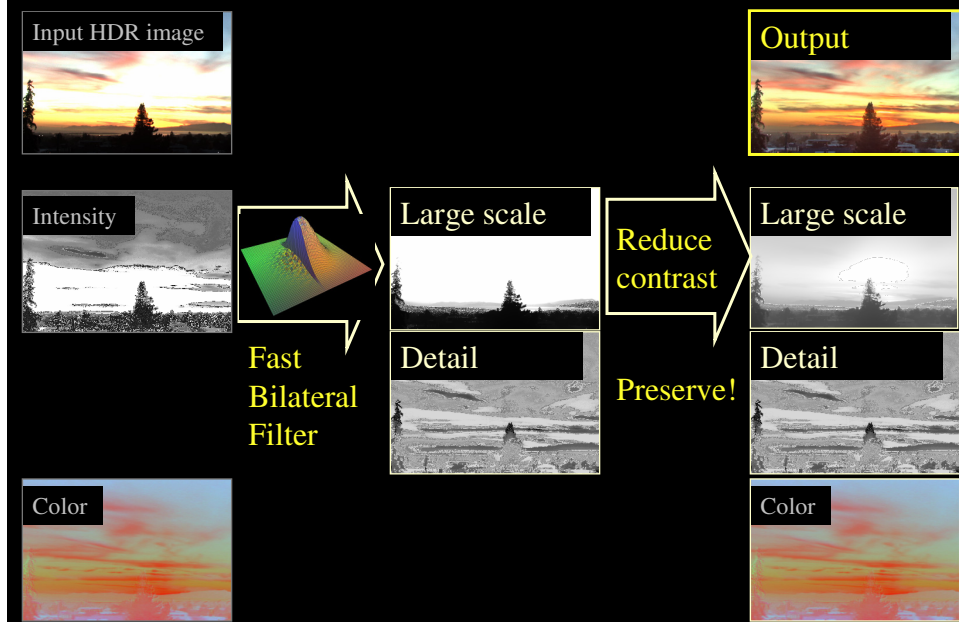 Input HDR image
Output
Intensity
Large scale
Reduce
contrast
Large scale
Fast
Bilateral
Filter
Detail
Preserve!
Detail
Color
Color